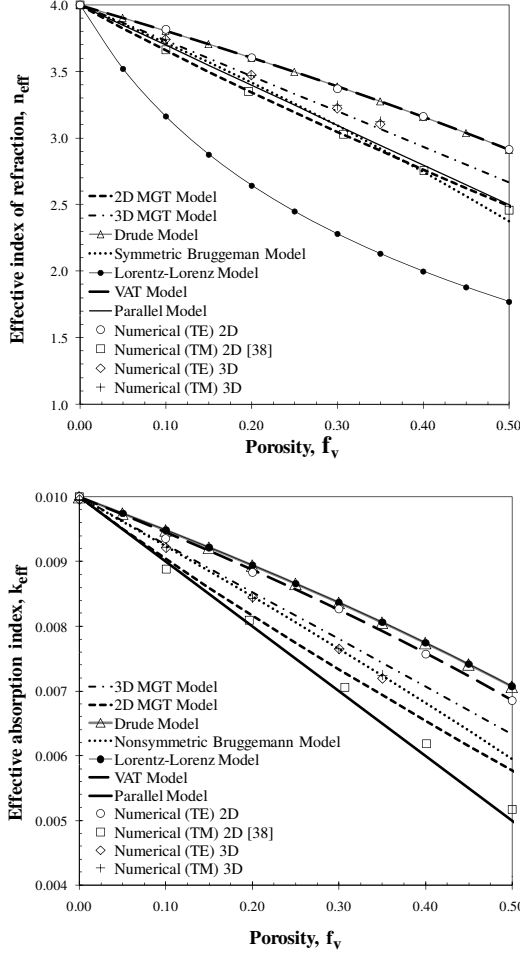 Effective index of refraction, n_eff
4.0
3.5
3.0
2.5
2.0
1.5
1.0
2D MGT Model
3D MGT Model
Drude Model
Symmetric Bruggeman Model
Lorentz-Lorenz Model
VAT Model
Parallel Model
Numerical (TE) 2D
Numerical (TM) 2D [38]
Numerical (TE) 3D
Numerical (TM) 3D
0.00 0.10 0.20 0.30 0.40 0.50
Porosity, f_v
Effective absorption index, k_eff
0.010
0.009
0.008
0.007
0.006
0.005
0.004
3D MGT Model
2D MGT Model
Drude Model
Nonsymmetric Bruggemann Model
Lorentz-Lorenz Model
VAT Model
Parallel Model
Numerical (TE) 2D
Numerical (TM) 2D [38]
Numerical (TE) 3D
Numerical (TM) 3D
0.00 0.10 0.20 0.30 0.40 0.50
Porosity, f_v